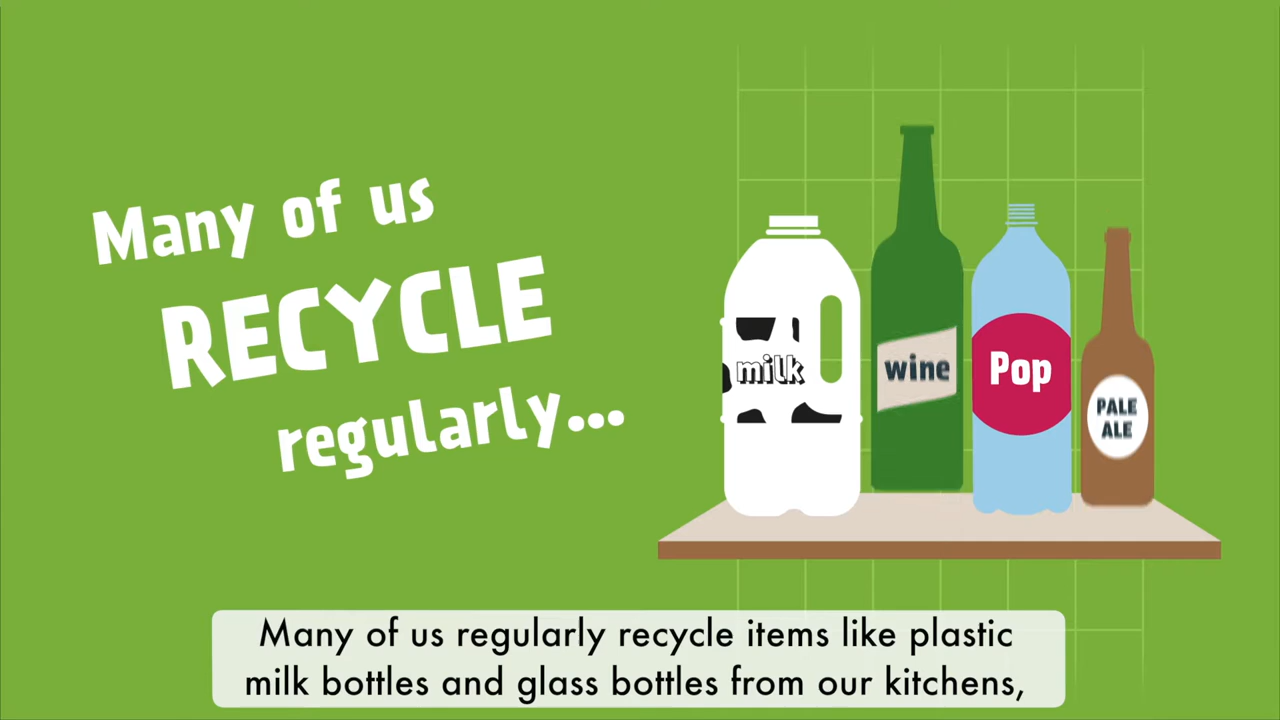 Many of us
RECYCLE
regularly...
milk
wine
Pop
PALE
ALE
Many of us regularly recycle items like plastic
milk bottles and glass bottles from our kitchens,